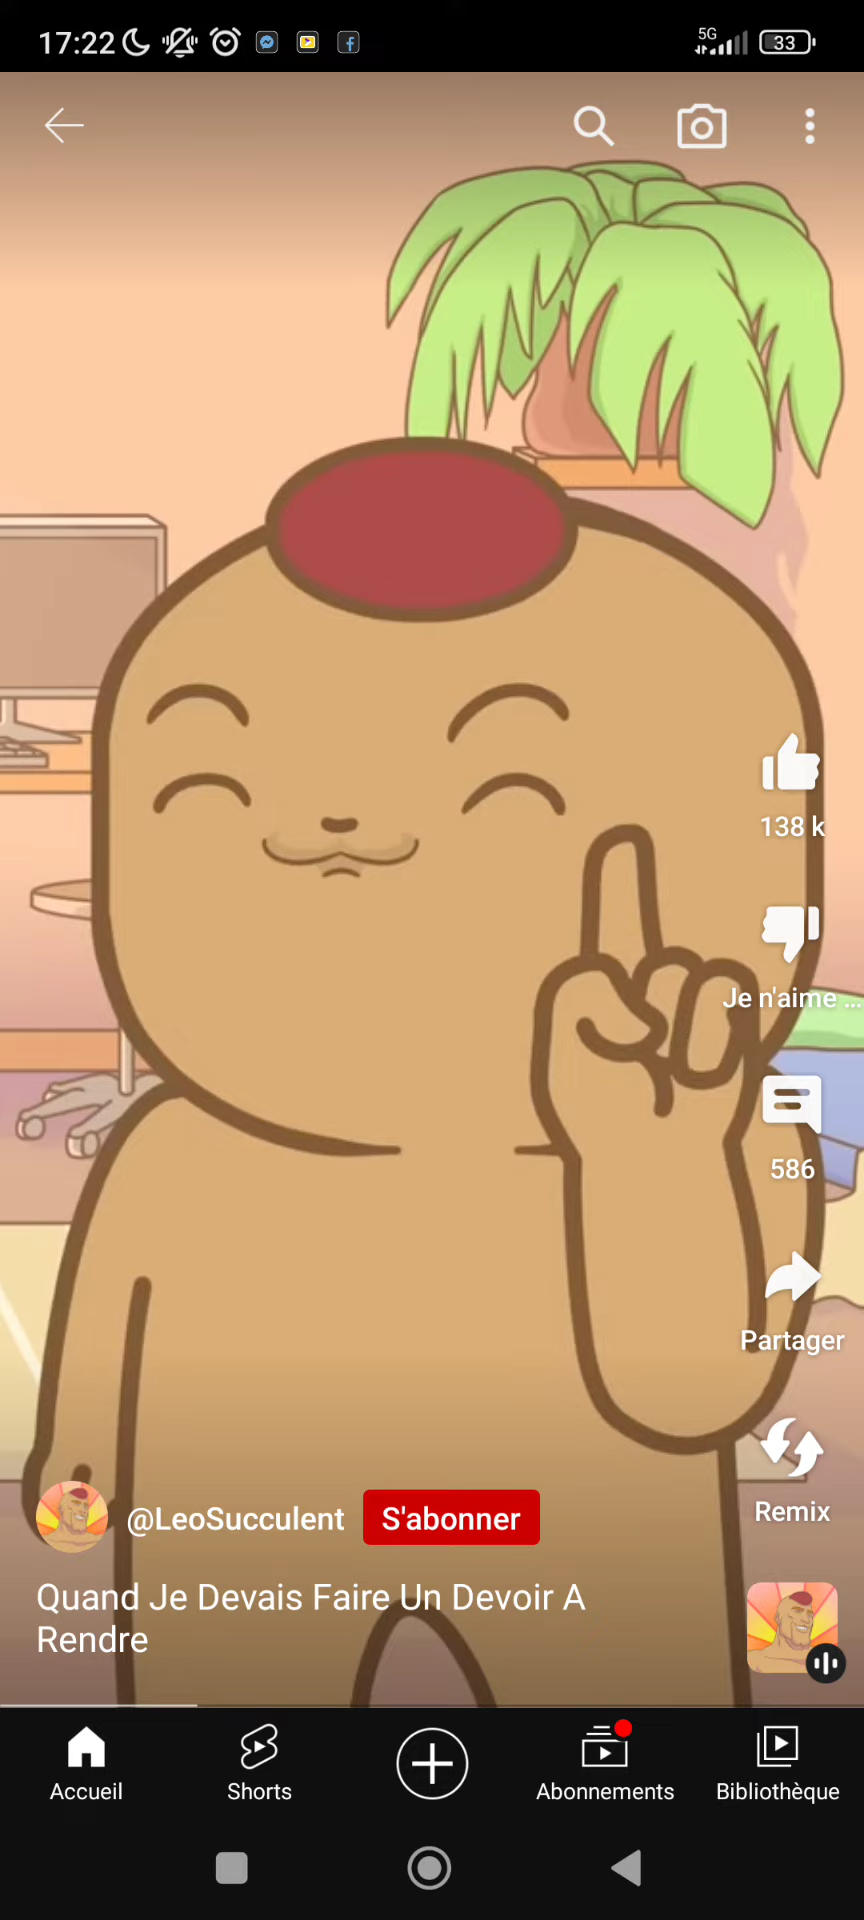 17:22
5G
33
138 k
Je n'aime ...
586
Partager
Remix
@LeoSucculent
S'abonner
Quand Je Devais Faire Un Devoir A
Rendre
Accueil
Shorts
Abonnements
Bibliothèque